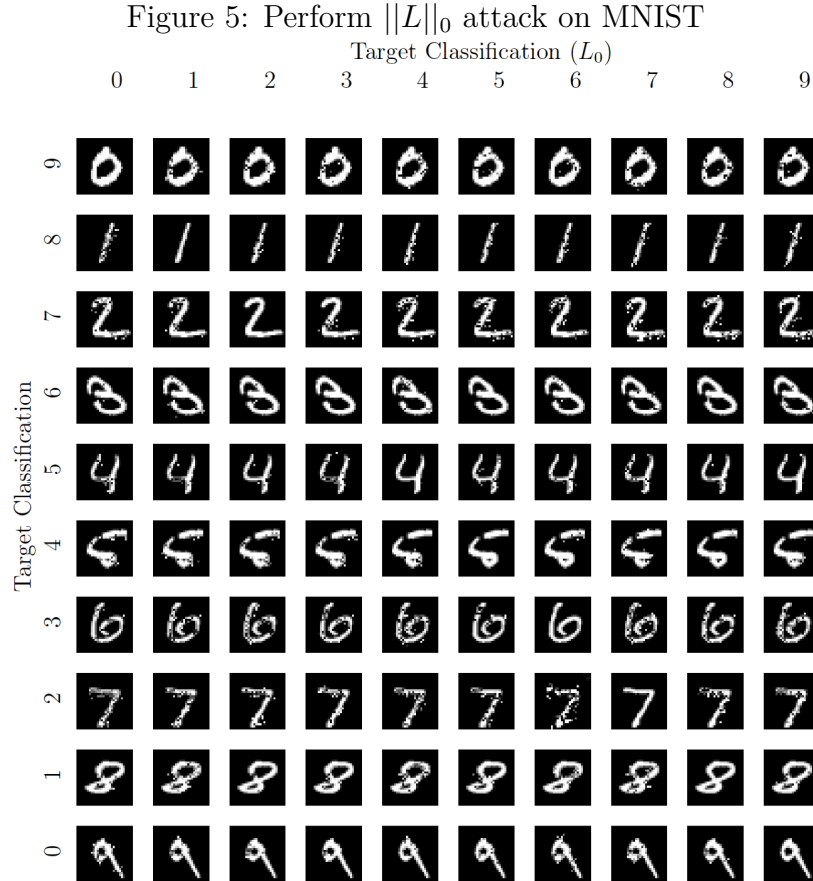 Figure 5: Perform ||L||₀ attack on MNIST
Target Classification (L₀)
0 1 2 3 4 5 6 7 8 9
Target Classification
9
8
7
6
5
4
3
2
1
0